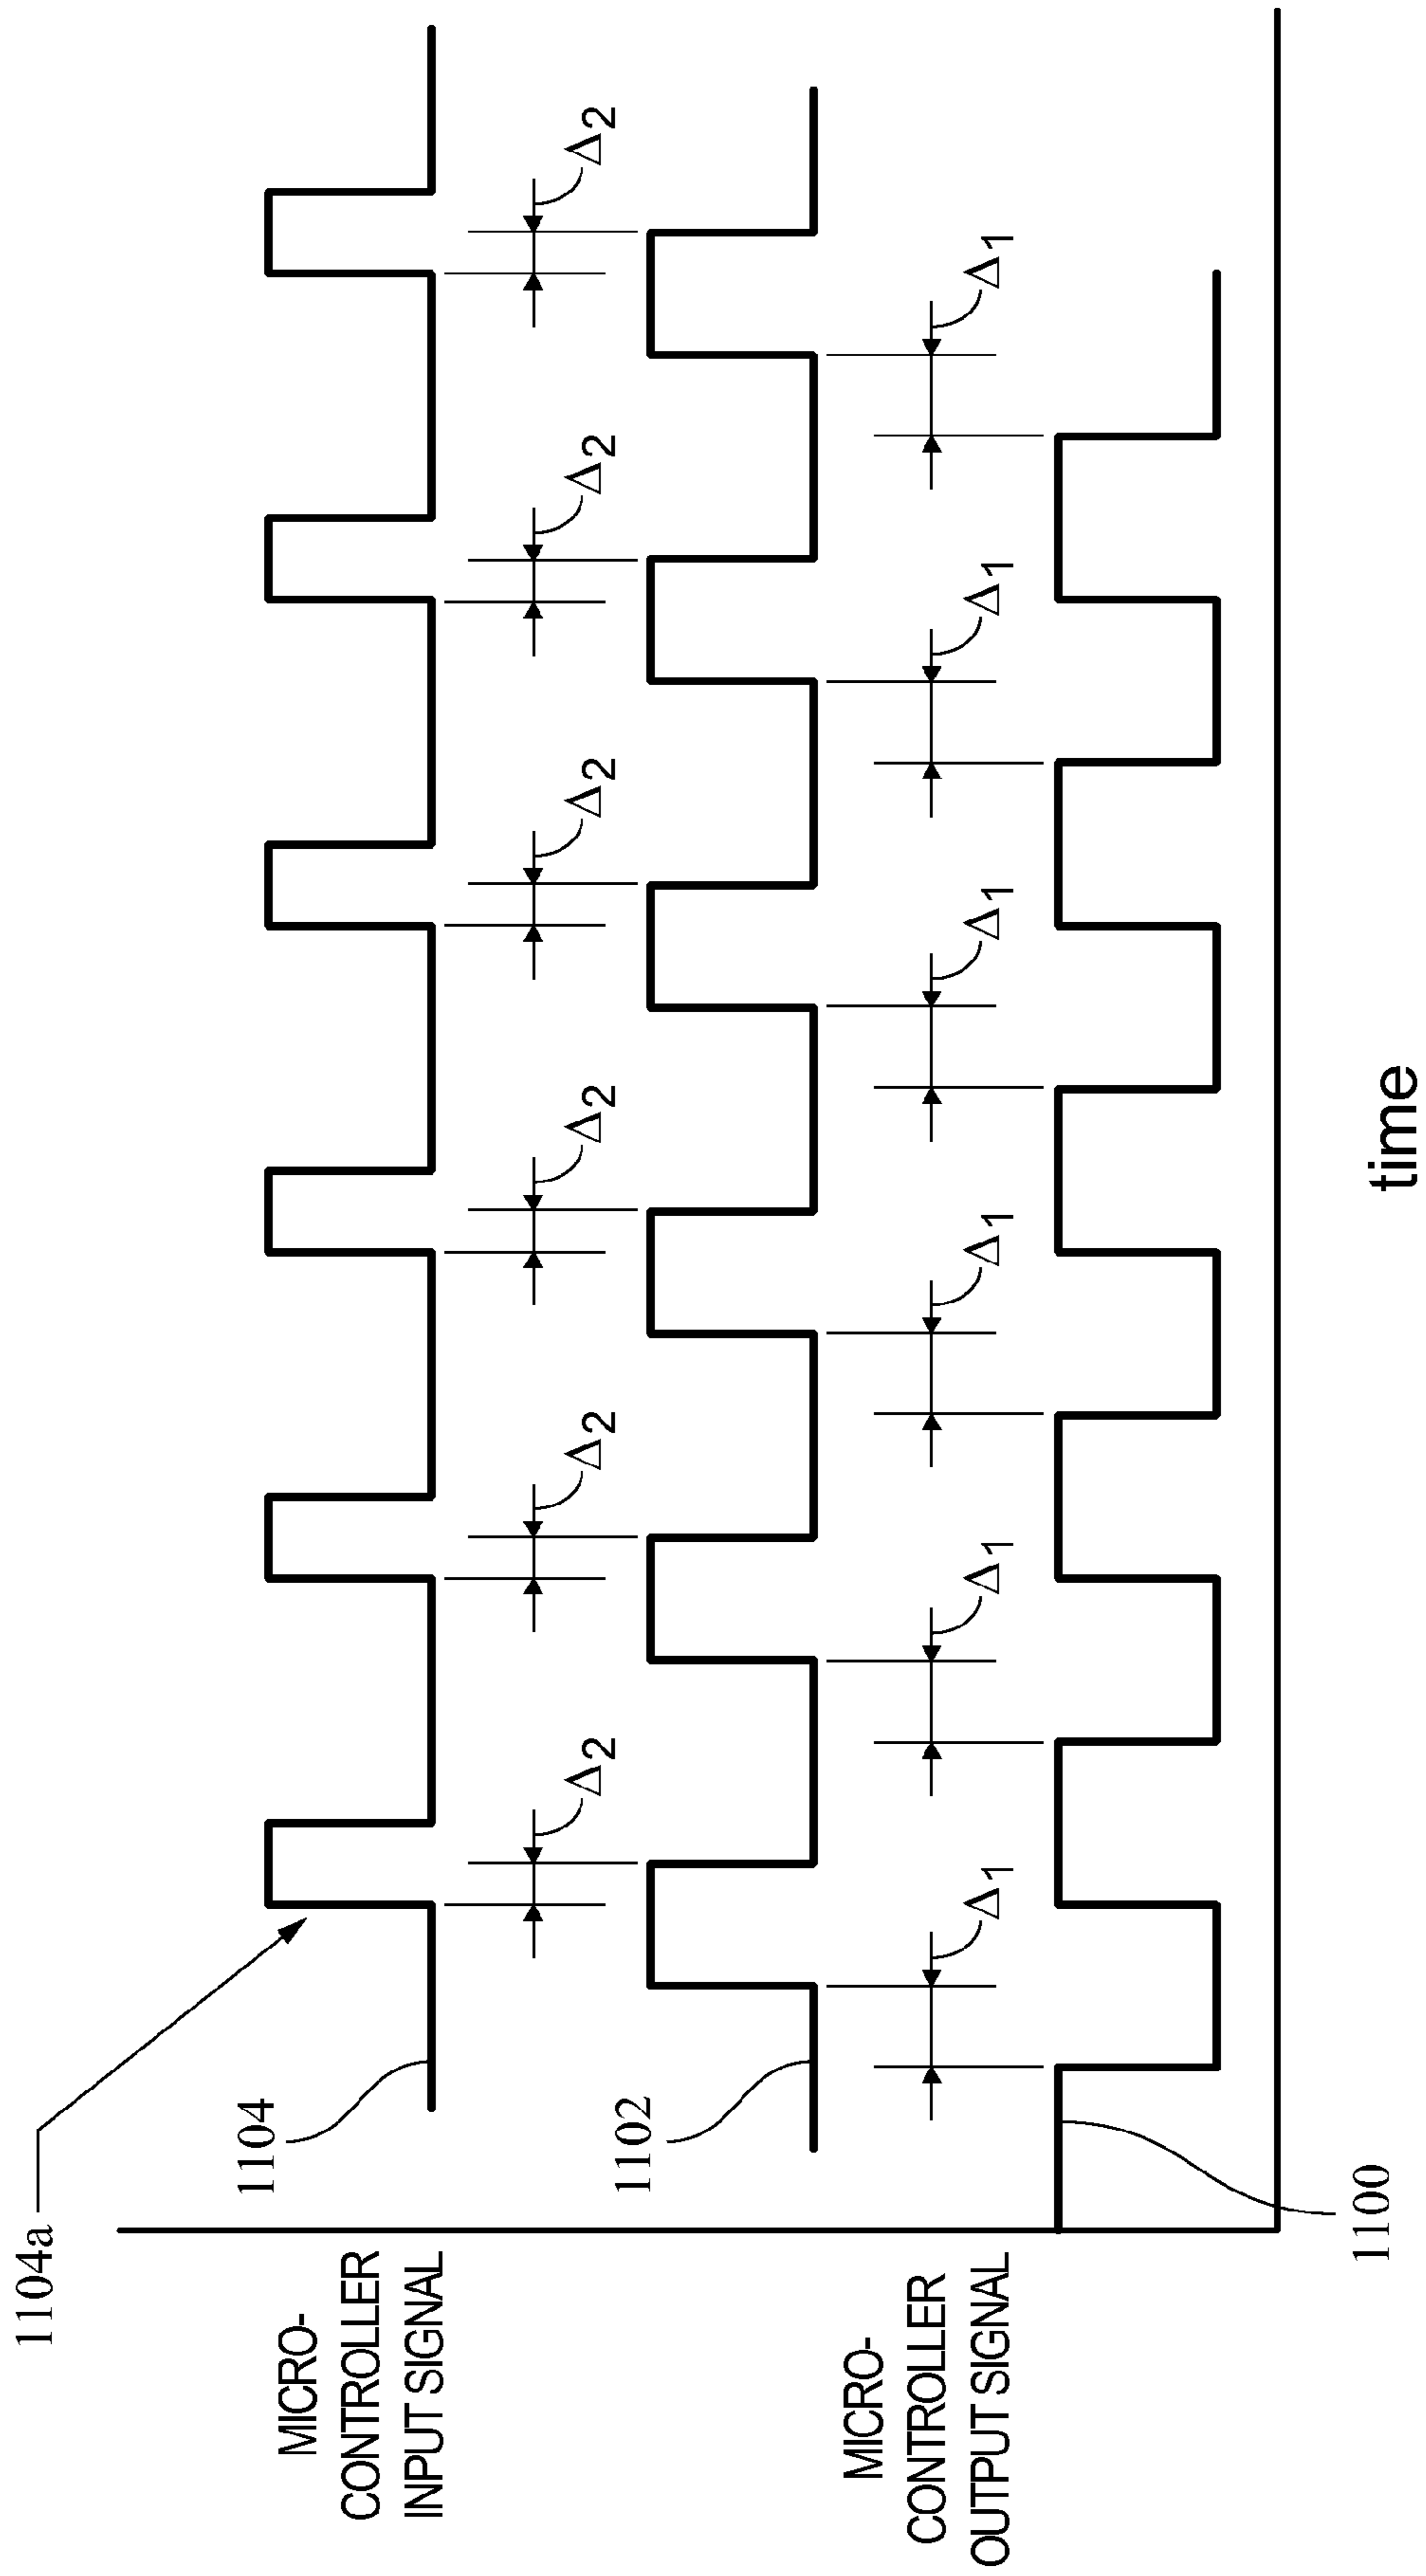 1104a
MICRO-
CONTROLLER
INPUT SIGNAL
1104
Δ2
Δ2
Δ2
Δ2
Δ2
Δ2
1102
MICRO-
CONTROLLER
OUTPUT SIGNAL
Δ1
Δ1
Δ1
Δ1
Δ1
Δ1
1100
time